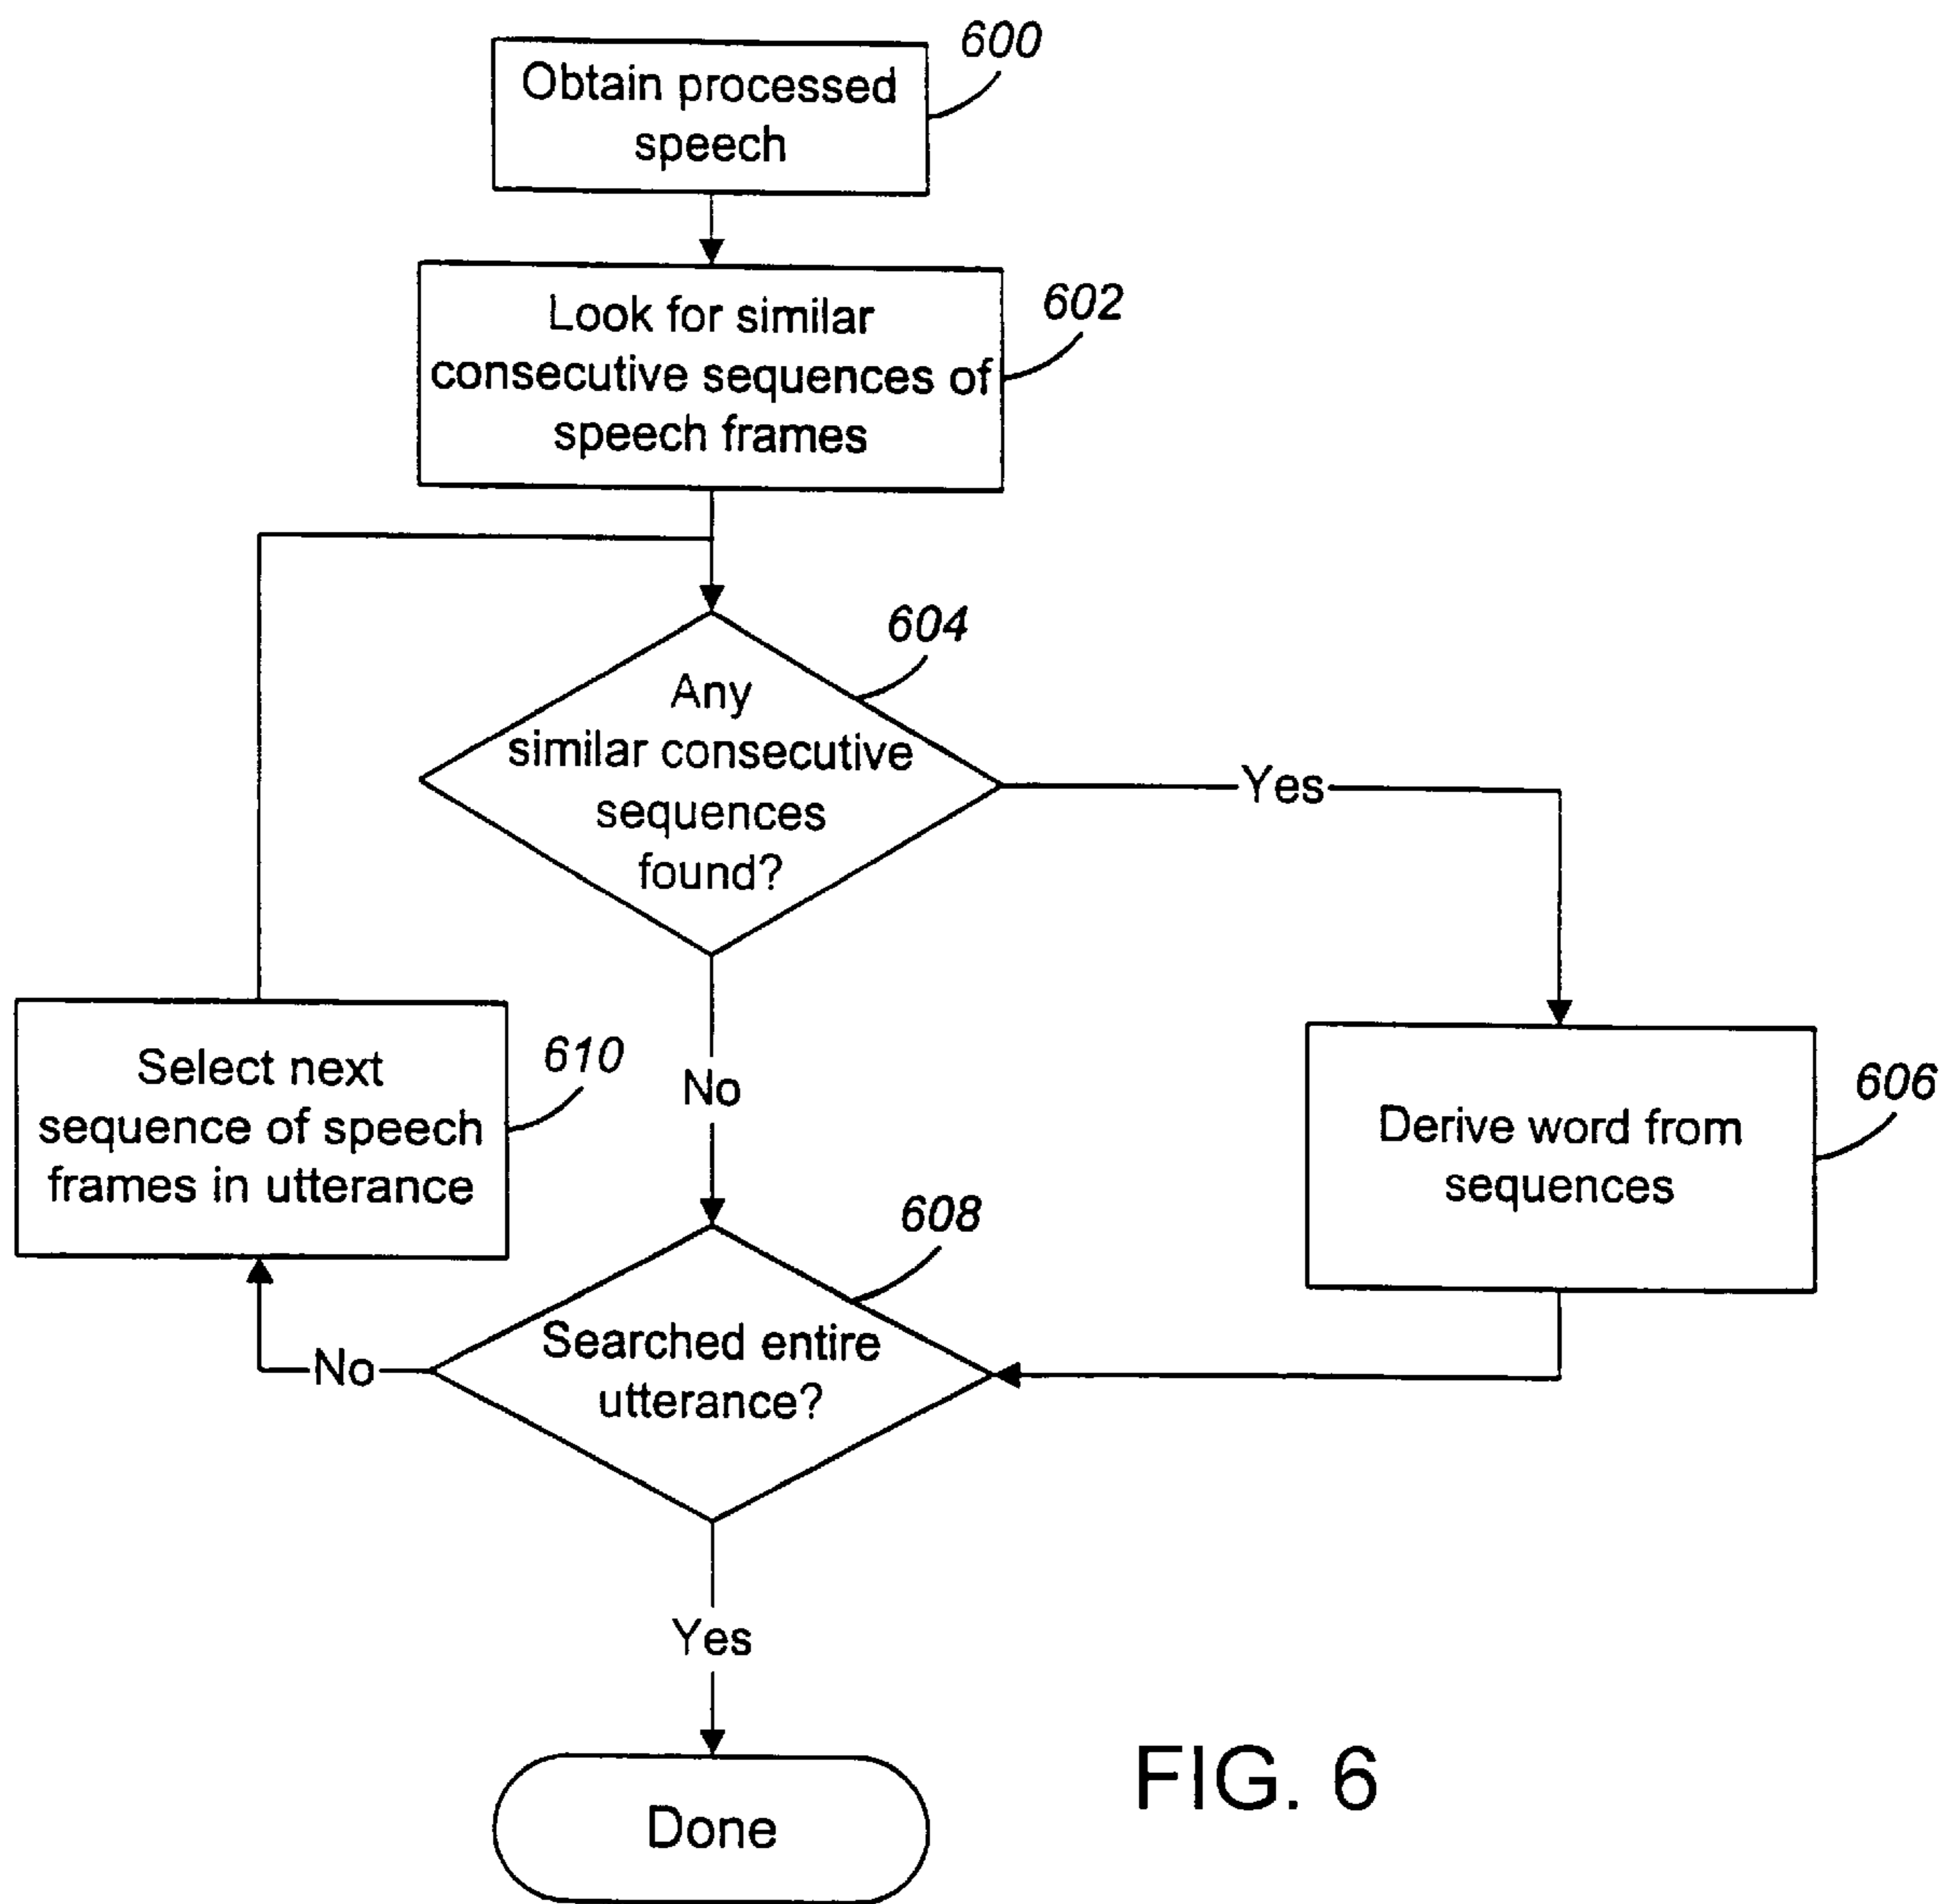 600
Obtain processed
speech
602
Look for similar
consecutive sequences of
speech frames
604
Any
similar consecutive
sequences
found?
Yes
No
610
Select next
sequence of speech
frames in utterance
606
Derive word from
sequences
608
Searched entire
utterance?
No
Yes
Done
FIG. 6